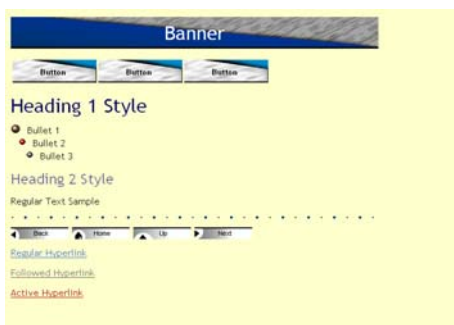 Banner
Button Button Button
Heading 1 Style
Bullet 1
Bullet 2
Bullet 3
Heading 2 Style
Regular Text Sample
Back Home Up Next
Regular Hyperlink
Followed Hyperlink
Active Hyperlink